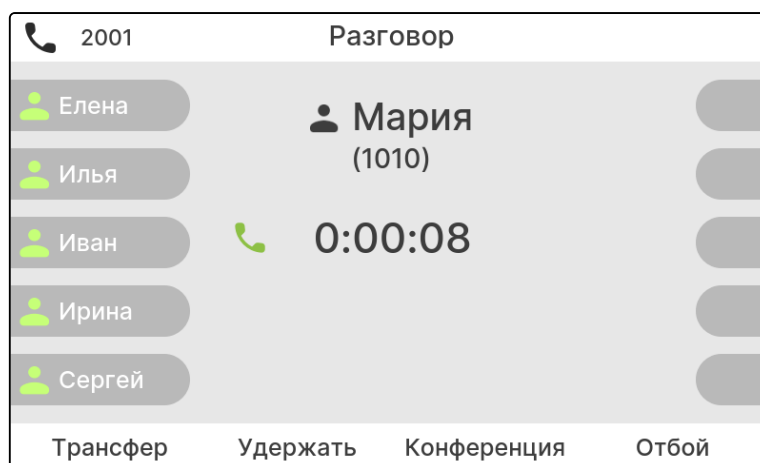 2001
Разговор
Елена
Илья
Иван
Ирина
Сергей
Мария
(1010)
0:00:08
Трансфер
Удержать
Конференция
Отбой